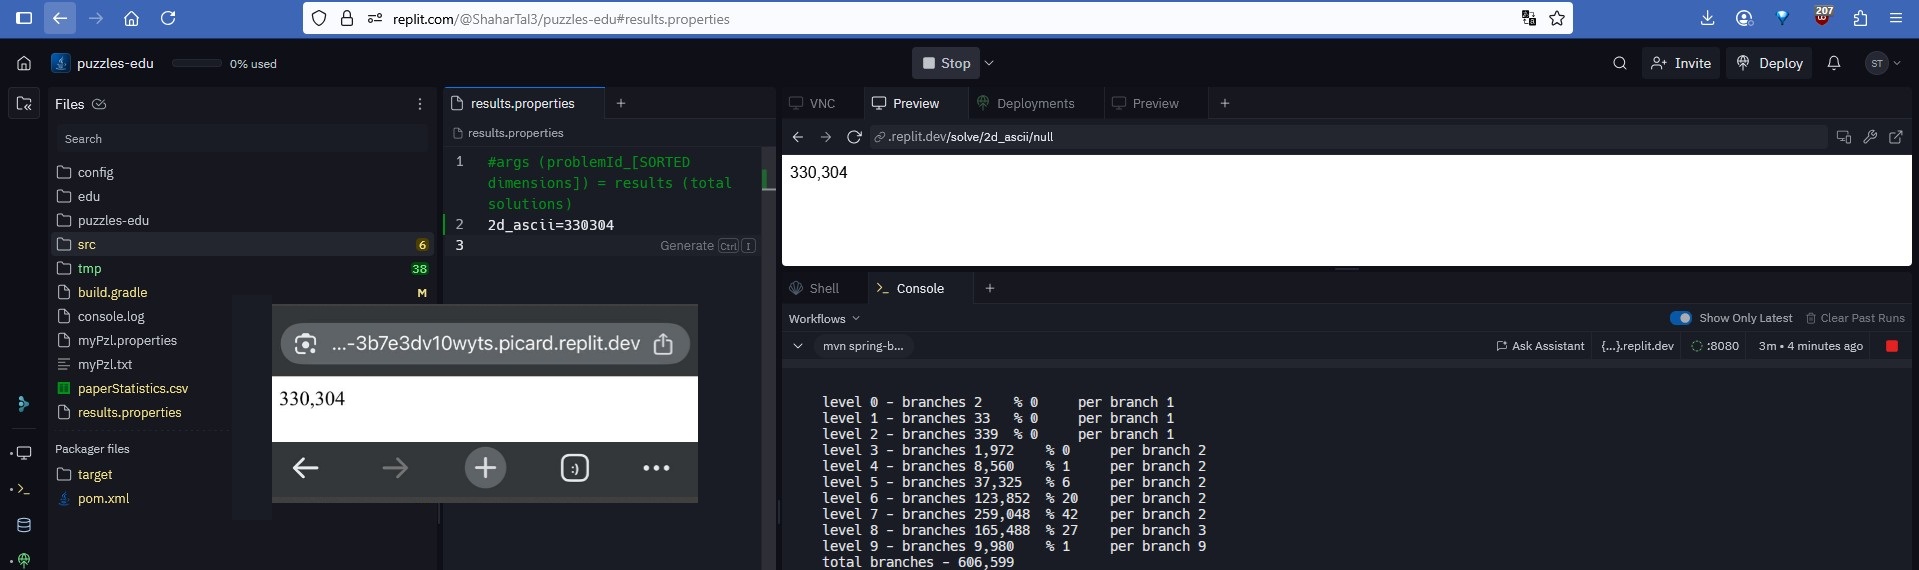 replit.com/@ShaharTal3/puzzles-edu#results.properties
207
puzzles-edu
0% used
Stop
Invite
Deploy
ST
Files
Search
config
edu
puzzles-edu
src 6
tmp 38
build.gradle M
console.log
myPzl.properties
myPzl.txt
paperStatistics.csv
results.properties
Packager files
target
pom.xml
results.properties
results.properties
1 #args (problemId_[SORTED
dimensions]) = results (total
solutions)
2 2d_ascii=330304
3 Generate Ctrl I
...-3b7e3dv10wyts.picard.replit.dev
330,304
:)
VNC Preview Deployments Preview
.replit.dev/solve/2d_ascii/null
330,304
Shell Console
Workflows Show Only Latest Clear Past Runs
mvn spring-b... Ask Assistant {...}.replit.dev :8080 3m • 4 minutes ago
level 0 - branches 2 % 0 per branch 1
level 1 - branches 33 % 0 per branch 1
level 2 - branches 339 % 0 per branch 1
level 3 - branches 1,972 % 0 per branch 2
level 4 - branches 8,560 % 1 per branch 2
level 5 - branches 37,325 % 6 per branch 2
level 6 - branches 123,852 % 20 per branch 2
level 7 - branches 259,048 % 42 per branch 2
level 8 - branches 165,488 % 27 per branch 3
level 9 - branches 9,980 % 1 per branch 9
total branches - 606,599